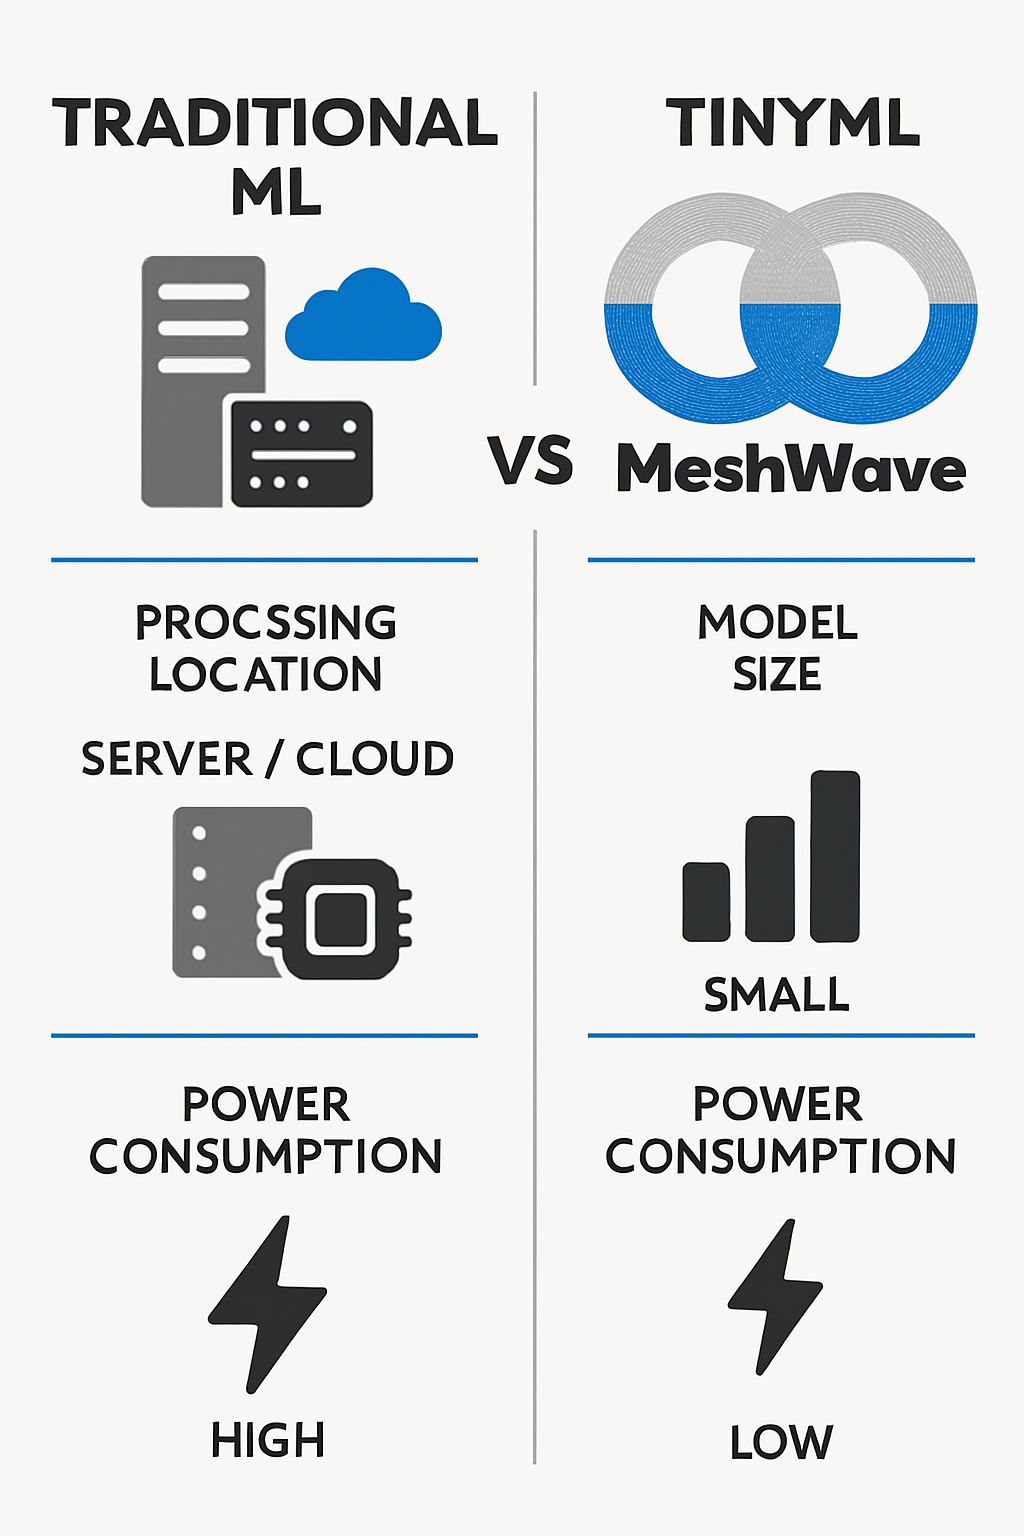 TRADITIONAL
ML
VS
TINYML
MeshWave
PROCSSING
LOCATION
SERVER / CLOUD
MODEL
SIZE
SMALL
POWER
CONSUMPTION
HIGH
POWER
CONSUMPTION
LOW